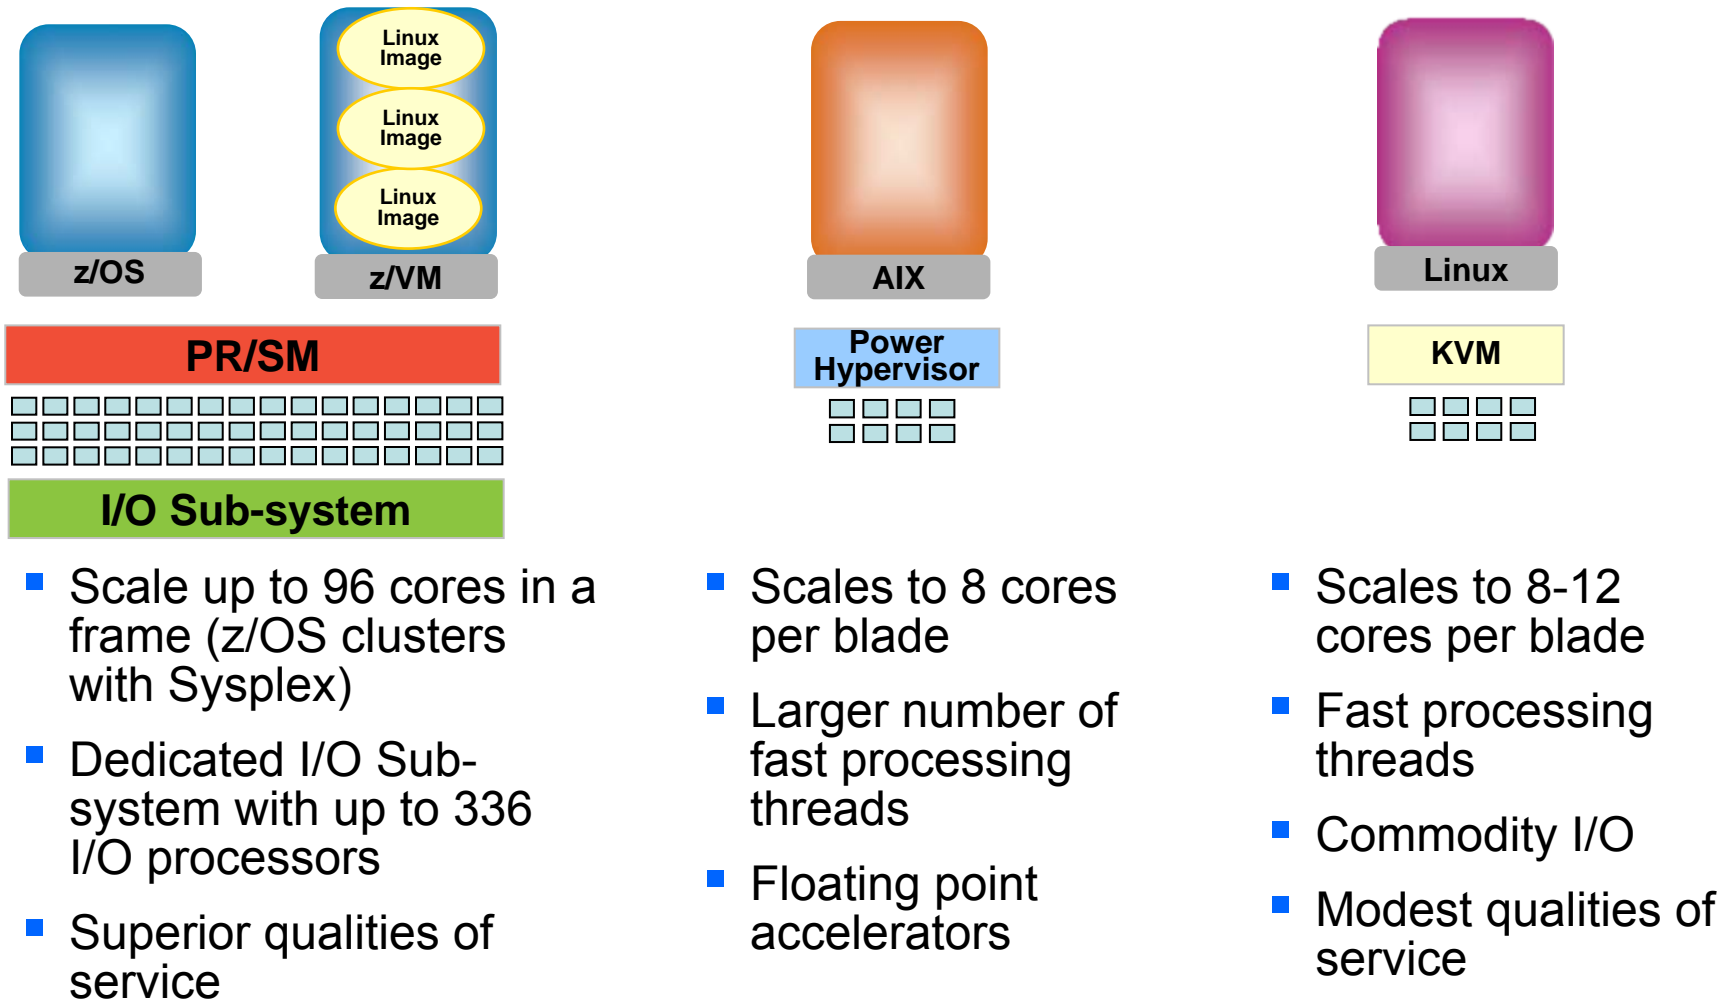 Linux
Image
Linux
Image
Linux
Image
z/OS
z/VM
AIX
Linux
PR/SM
Power
Hypervisor
KVM
I/O Sub-system
Scale up to 96 cores in a
frame (z/OS clusters
with Sysplex)
Dedicated I/O Sub-
system with up to 336
I/O processors
Superior qualities of
service
Scales to 8 cores
per blade
Larger number of
fast processing
threads
Floating point
accelerators
Scales to 8-12
cores per blade
Fast processing
threads
Commodity I/O
Modest qualities of
service